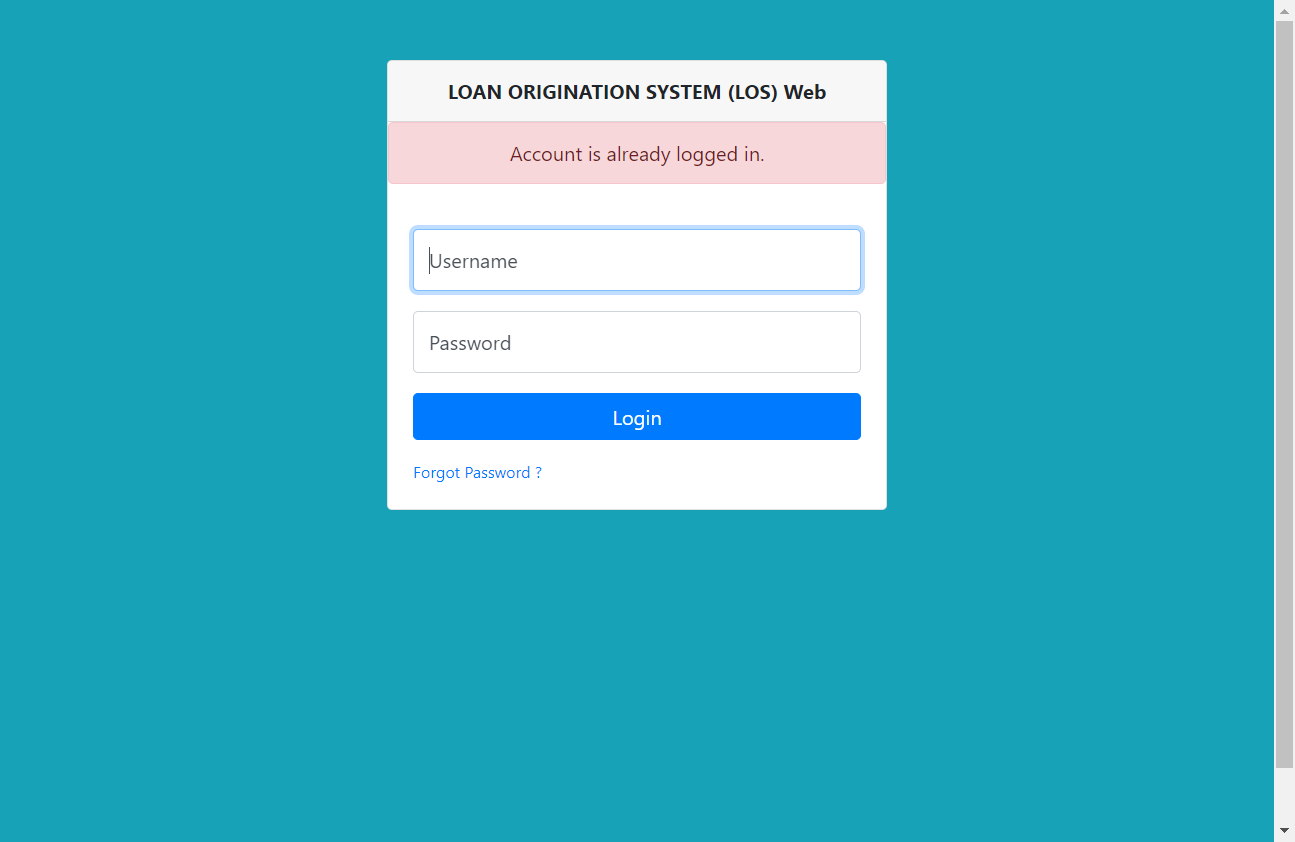 LOAN ORIGINATION SYSTEM (LOS) Web
Account is already logged in.
Username
Password
Login
Forgot Password ?